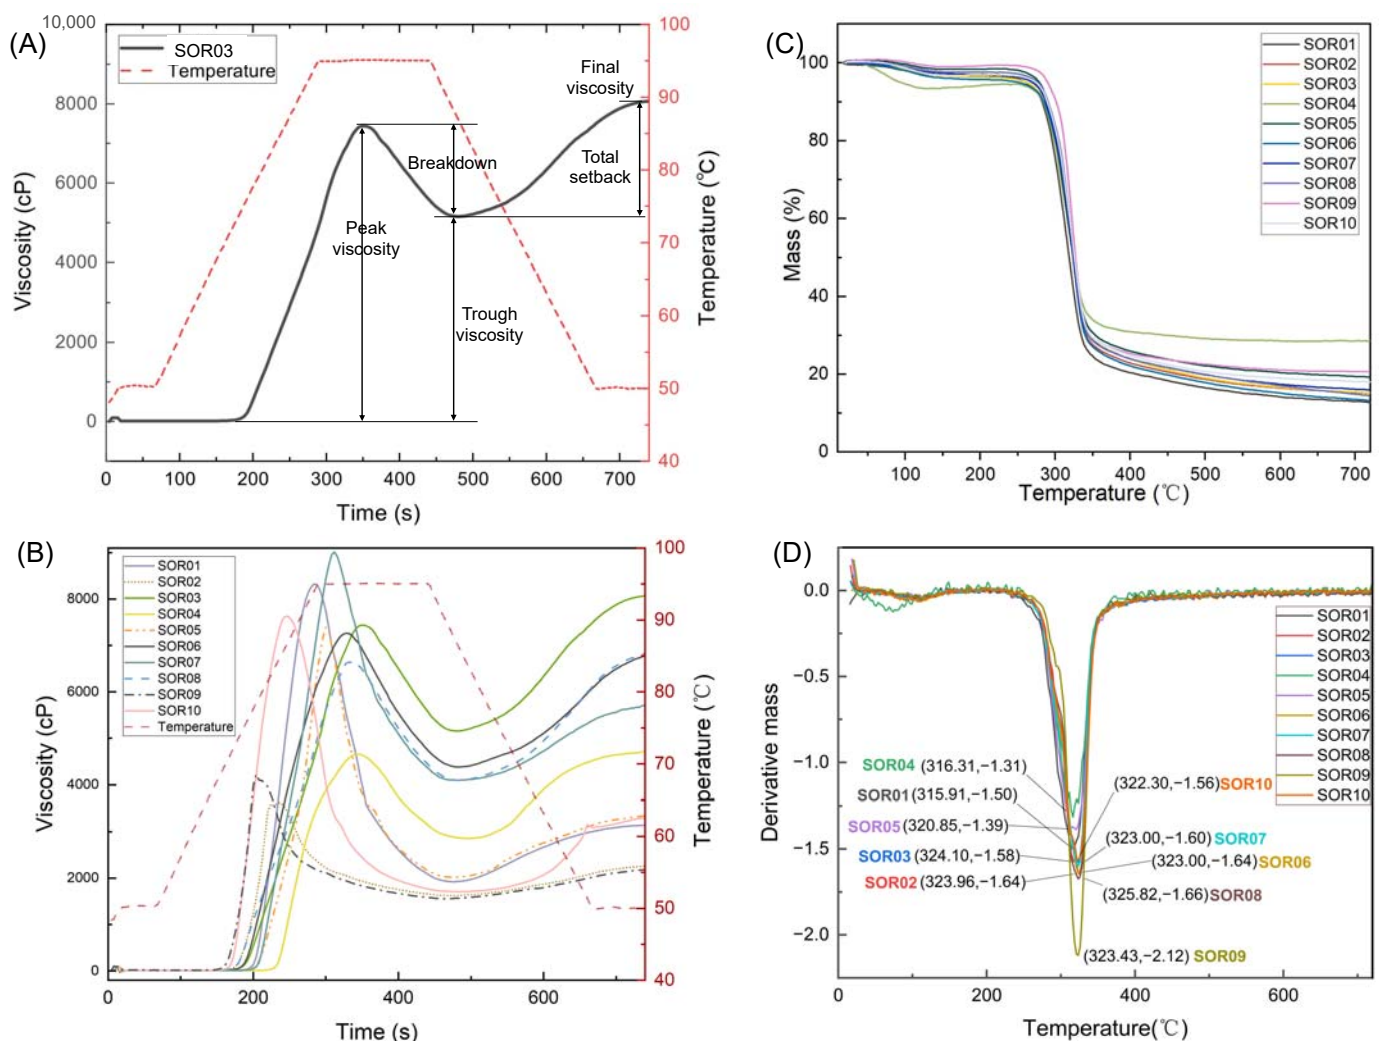 (A)
10,000
8000
6000
4000
2000
0
Viscosity (cP)
0 100 200 300 400 500 600 700
Time (s)
100
90
80
70
60
50
40
Temperature (℃)
SOR03
Temperature
Peak
viscosity
Breakdown
Trough
viscosity
Final
viscosity
Total
setback
(C)
100
80
60
40
20
0
Mass (%)
100 200 300 400 500 600 700
Temperature (℃)
SOR01
SOR02
SOR03
SOR04
SOR05
SOR06
SOR07
SOR08
SOR09
SOR10
(B)
8000
6000
4000
2000
0
Viscosity (cP)
0 200 400 600
Time (s)
100
90
80
70
60
50
40
Temperature (℃)
SOR01
SOR02
SOR03
SOR04
SOR05
SOR06
SOR07
SOR08
SOR09
SOR10
Temperature
(D)
0.0
−0.5
−1.0
−1.5
−2.0
Derivative mass
0 200 400 600
Temperature(℃)
SOR01
SOR02
SOR03
SOR04
SOR05
SOR06
SOR07
SOR08
SOR09
SOR10
SOR04 (316.31,−1.31)
SOR01 (315.91,−1.50)
SOR05 (320.85,−1.39)
SOR03 (324.10,−1.58)
SOR02 (323.96,−1.64)
(322.30,−1.56) SOR10
(323.00,−1.60) SOR07
(323.00,−1.64) SOR06
(325.82,−1.66) SOR08
(323.43,−2.12) SOR09